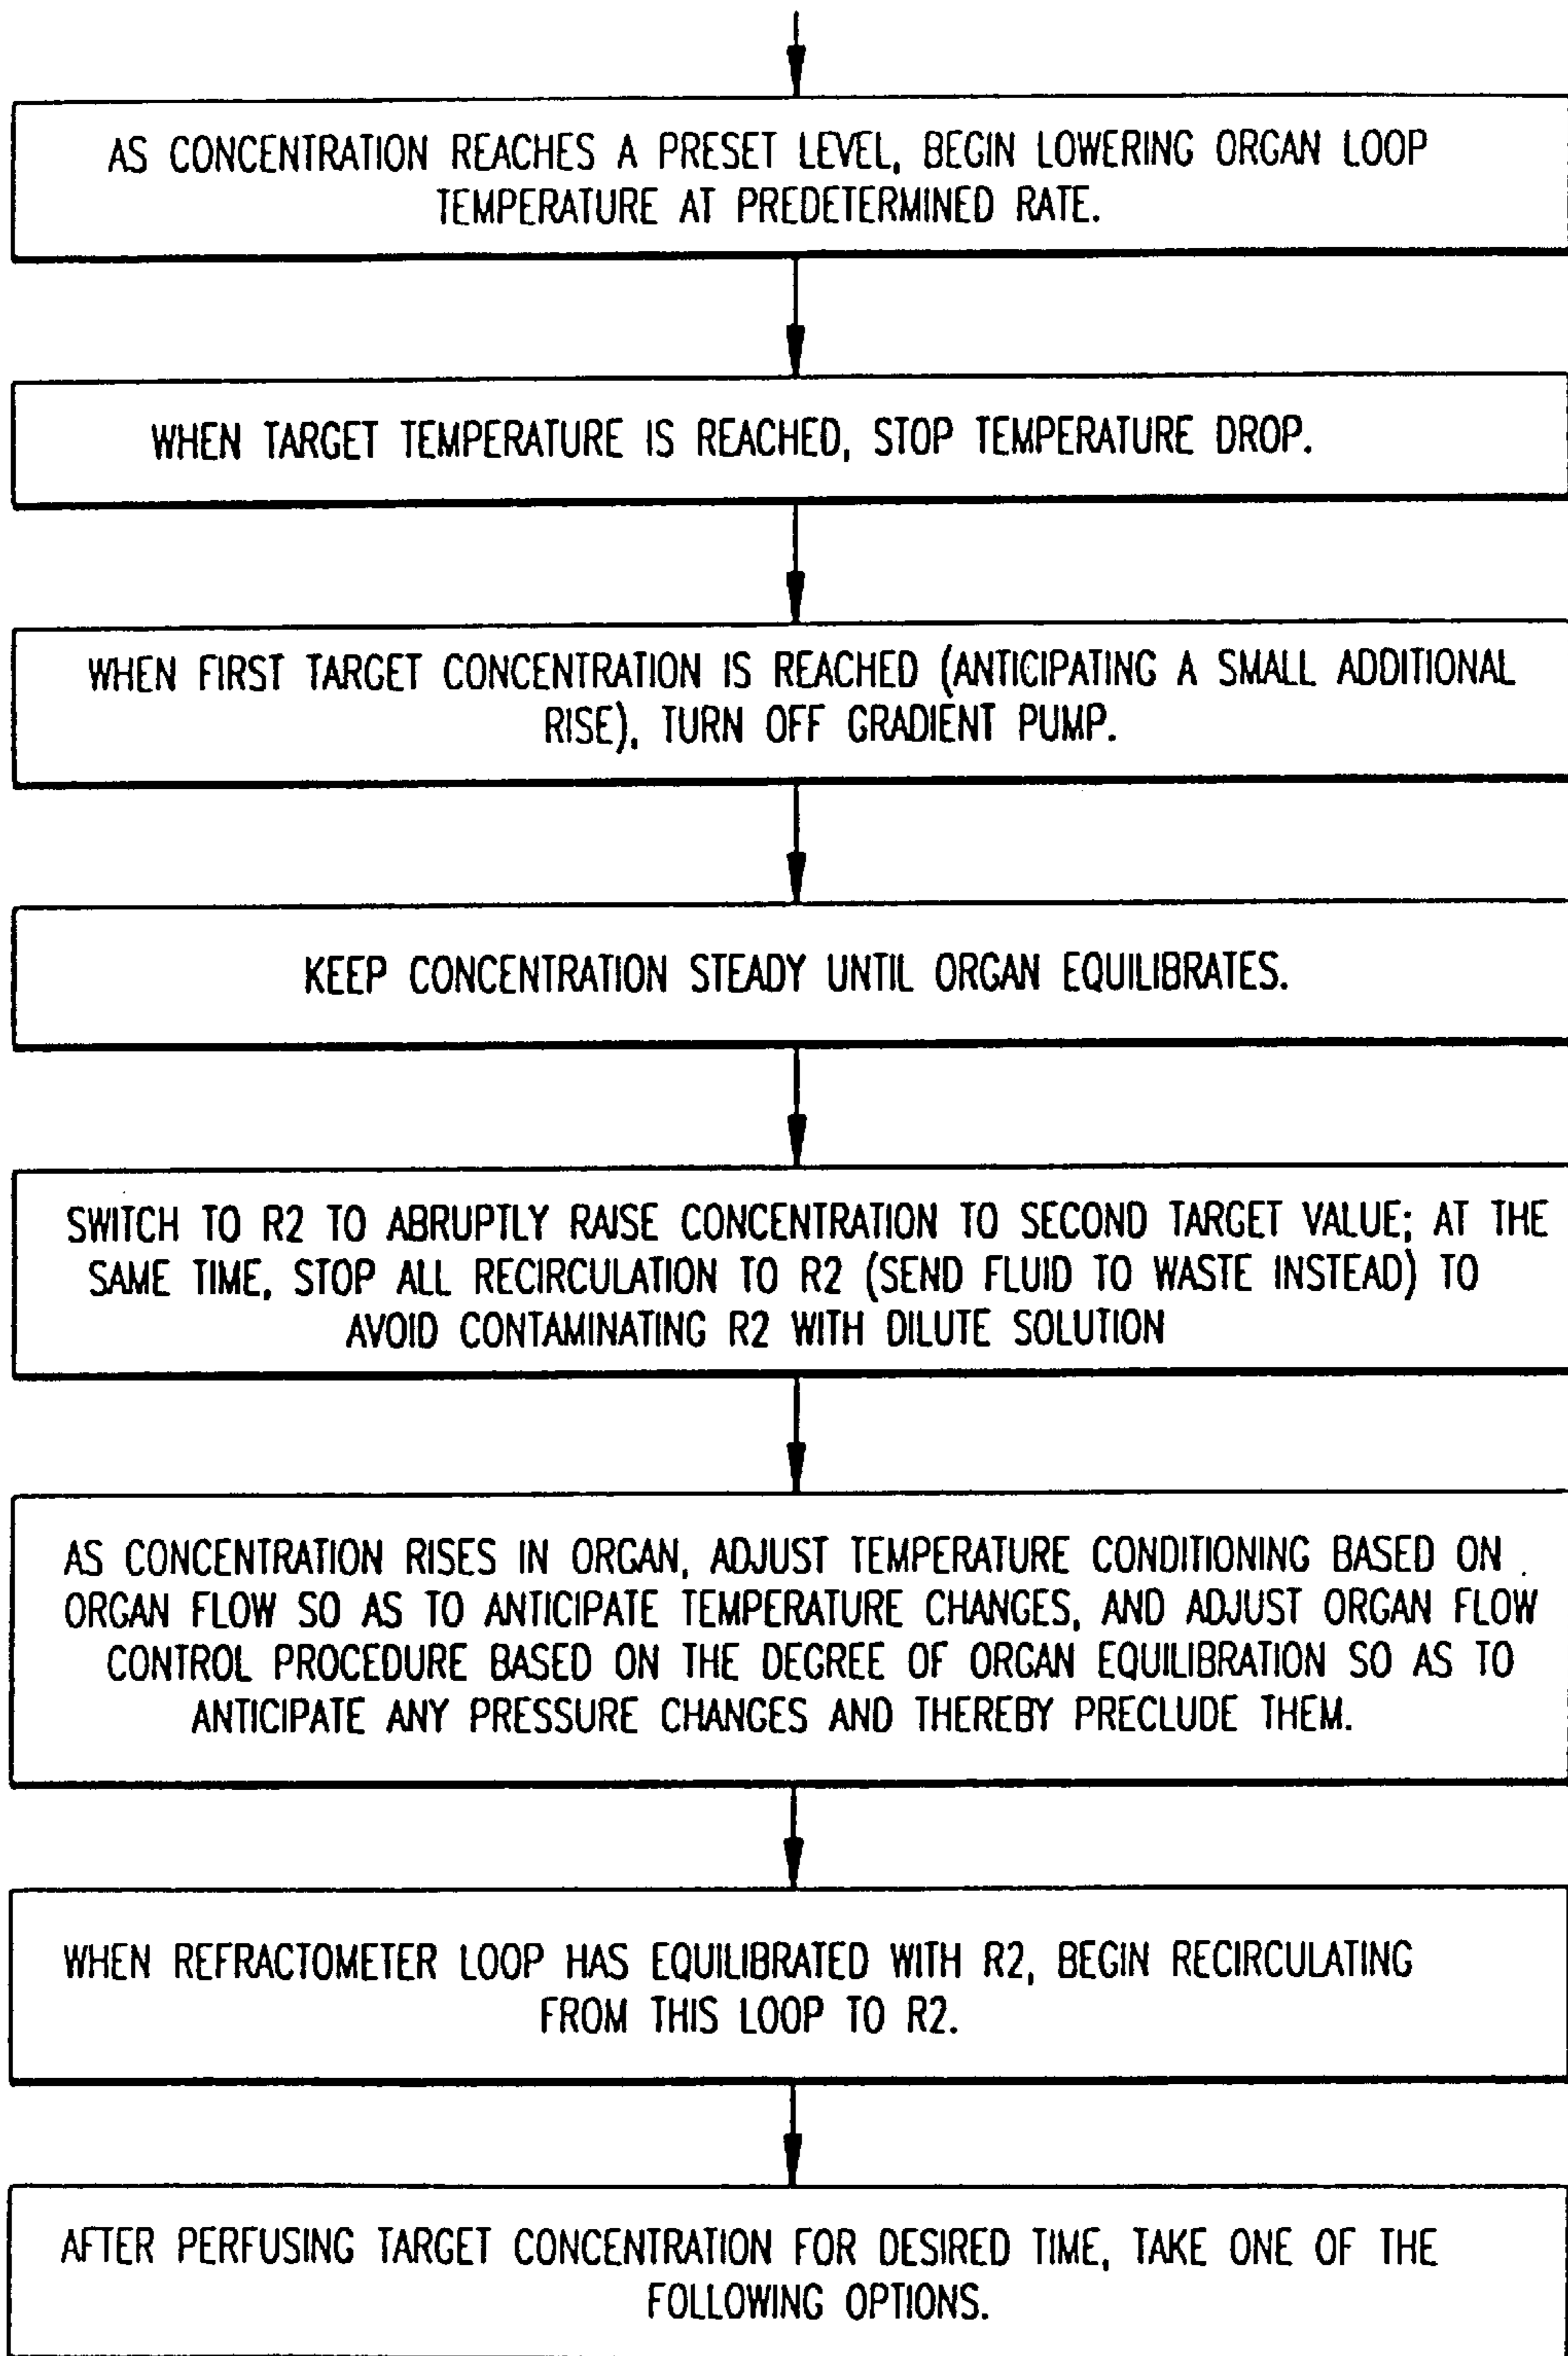 AS CONCENTRATION REACHES A PRESET LEVEL, BEGIN LOWERING ORGAN LOOP
TEMPERATURE AT PREDETERMINED RATE.
WHEN TARGET TEMPERATURE IS REACHED, STOP TEMPERATURE DROP.
WHEN FIRST TARGET CONCENTRATION IS REACHED (ANTICIPATING A SMALL ADDITIONAL
RISE), TURN OFF GRADIENT PUMP.
KEEP CONCENTRATION STEADY UNTIL ORGAN EQUILIBRATES.
SWITCH TO R2 TO ABRUPTLY RAISE CONCENTRATION TO SECOND TARGET VALUE; AT THE
SAME TIME, STOP ALL RECIRCULATION TO R2 (SEND FLUID TO WASTE INSTEAD) TO
AVOID CONTAMINATING R2 WITH DILUTE SOLUTION
AS CONCENTRATION RISES IN ORGAN, ADJUST TEMPERATURE CONDITIONING BASED ON
ORGAN FLOW SO AS TO ANTICIPATE TEMPERATURE CHANGES, AND ADJUST ORGAN FLOW
CONTROL PROCEDURE BASED ON THE DEGREE OF ORGAN EQUILIBRATION SO AS TO
ANTICIPATE ANY PRESSURE CHANGES AND THEREBY PRECLUDE THEM.
WHEN REFRACTOMETER LOOP HAS EQUILIBRATED WITH R2, BEGIN RECIRCULATING
FROM THIS LOOP TO R2.
AFTER PERFUSING TARGET CONCENTRATION FOR DESIRED TIME, TAKE ONE OF THE
FOLLOWING OPTIONS.